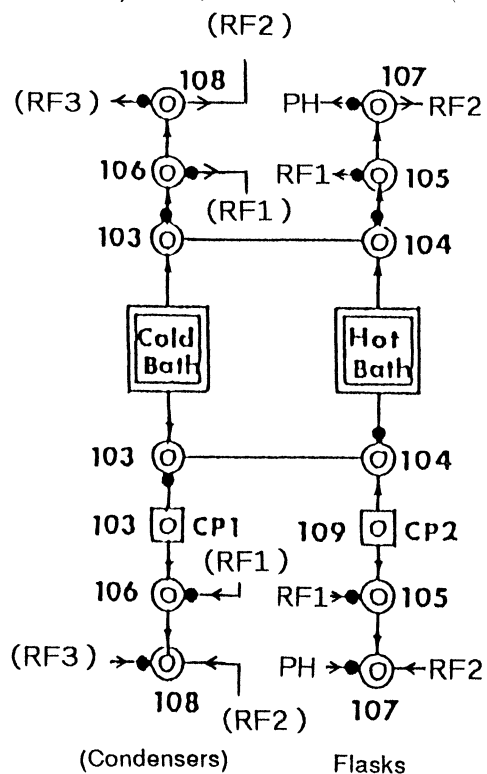 (RF2)
108
107
(RF3)
PH
RF2
106
RF1
105
(RF1)
103
104
Cold
Bath
Hot
Bath
103
104
103
CP1
109
CP2
(RF1)
106
RF1
105
(RF3)
PH
RF2
108
(RF2)
107
(Condensers)
Flasks